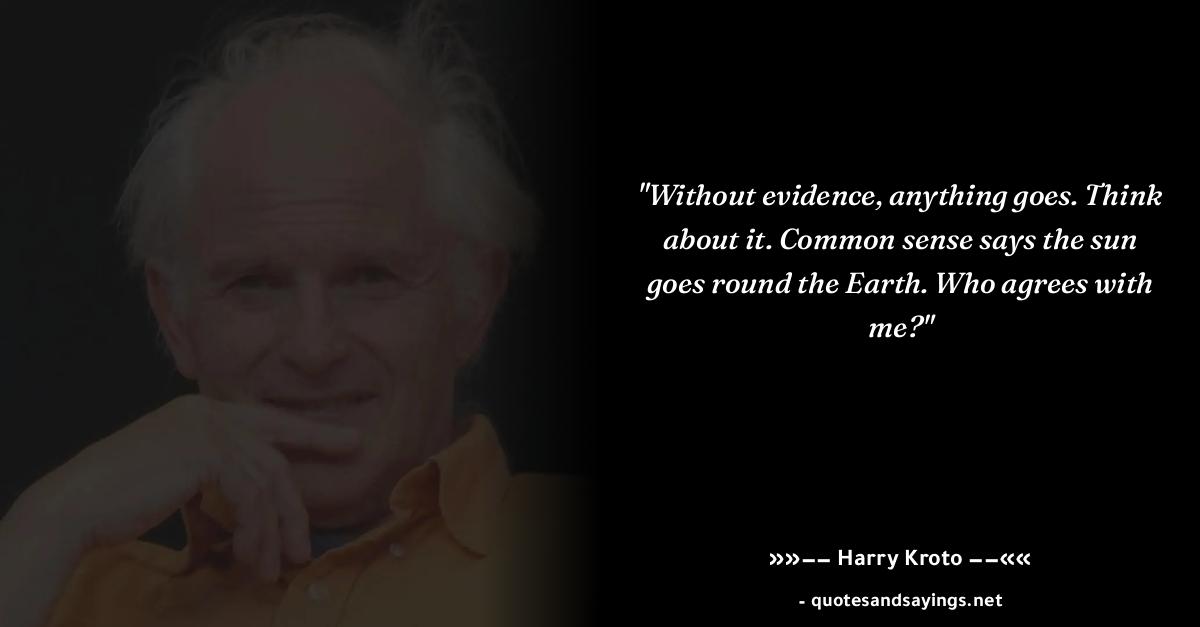 "Without evidence, anything goes. Think
about it. Common sense says the sun
goes round the Earth. Who agrees with
me?"
»»−− Harry Kroto −−««
- quotesandsayings.net